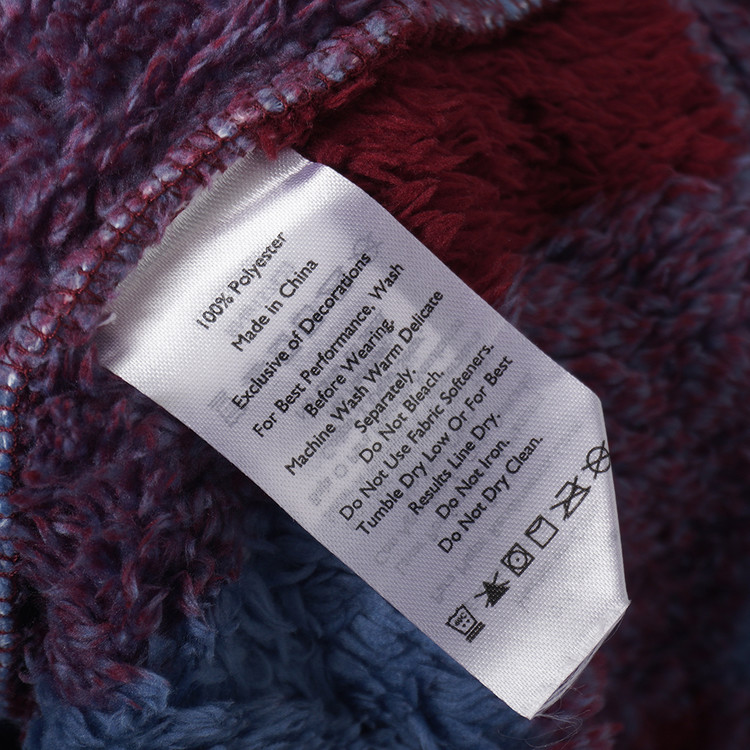 100% Polyester
Made in China
Exclusive of Decorations
For Best Performance, Wash
Before Wearing.
Machine Wash Warm Delicate
Separately.
Do Not Bleach.
Do Not Use Fabric Softeners.
Tumble Dry Low Or For Best
Results Line Dry.
Do Not Iron.
Do Not Dry Clean.